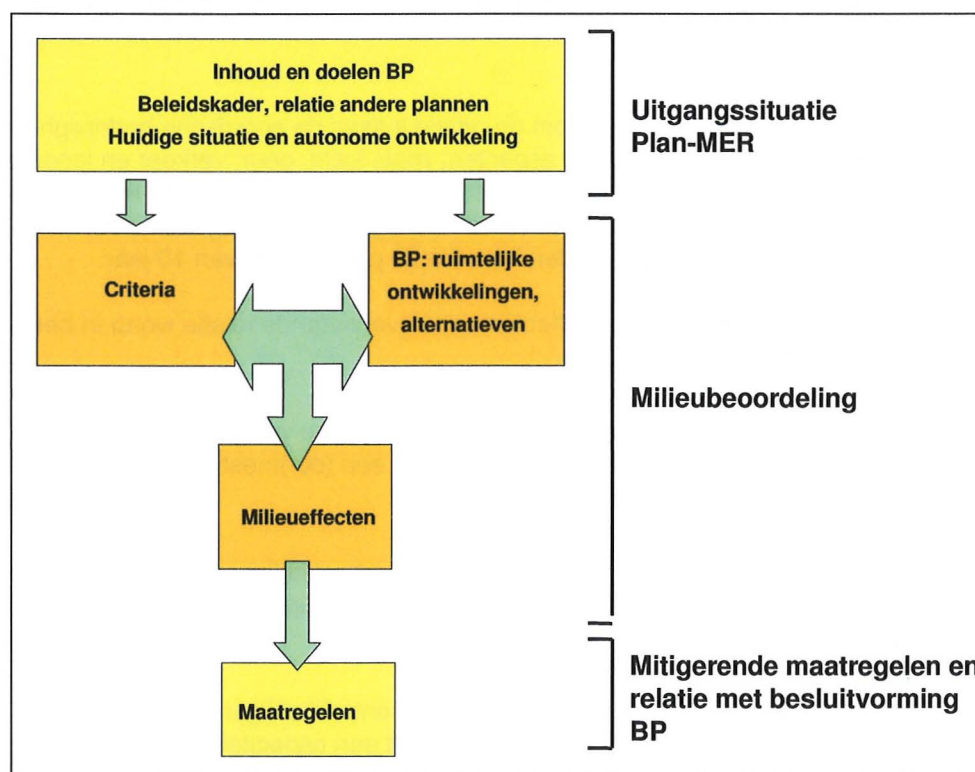 Inhoud en doelen BP
Beleidskader, relatie andere plannen
Huidige situatie en autonome ontwikkeling
Uitgangssituatie
Plan-MER
Criteria
BP: ruimtelijke
ontwikkelingen,
alternatieven
Milieubeoordeling
Milieueffecten
Maatregelen
Mitigerende maatregelen en
relatie met besluitvorming
BP